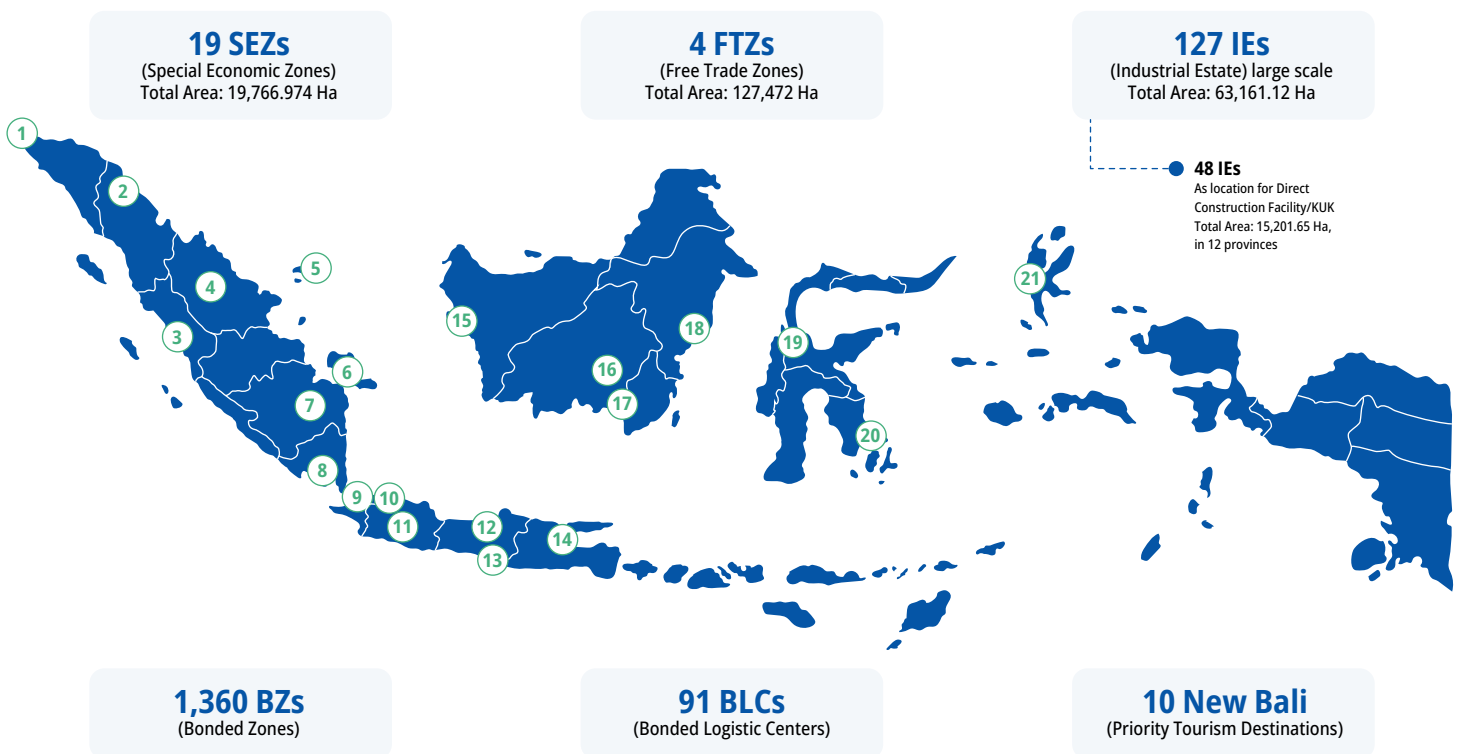 19 SEZs
(Special Economic Zones)
Total Area: 19,766.974 Ha
4 FTZs
(Free Trade Zones)
Total Area: 127,472 Ha
127 IEs
(Industrial Estate) large scale
Total Area: 63,161.12 Ha
48 IEs
As location for Direct
Construction Facility/KUK
Total Area: 15,201.65 Ha,
in 12 provinces
1
2
3
4
5
6
7
8
9
10
11
12
13
14
15
16
17
18
19
20
21
1,360 BZs
(Bonded Zones)
91 BLCs
(Bonded Logistic Centers)
10 New Bali
(Priority Tourism Destinations)